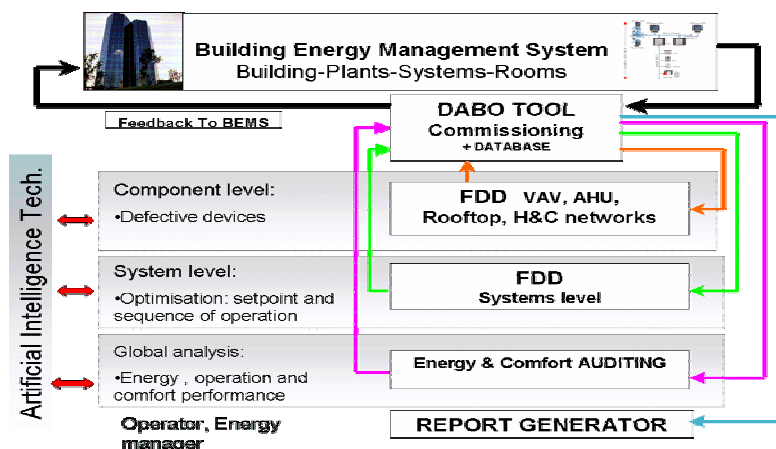 Building Energy Management System
Building-Plants-Systems-Rooms
Feedback To BEMS
DABO TOOL
Commissioning
+ DATABASE
Artificial Intelligence Tech.
Component level:
•Defective devices
FDD VAV, AHU,
Rooftop, H&C networks
System level:
•Optimisation: setpoint and
sequence of operation
FDD
Systems level
Global analysis:
•Energy , operation and
comfort performance
Energy & Comfort AUDITING
Operator, Energy
manager
REPORT GENERATOR